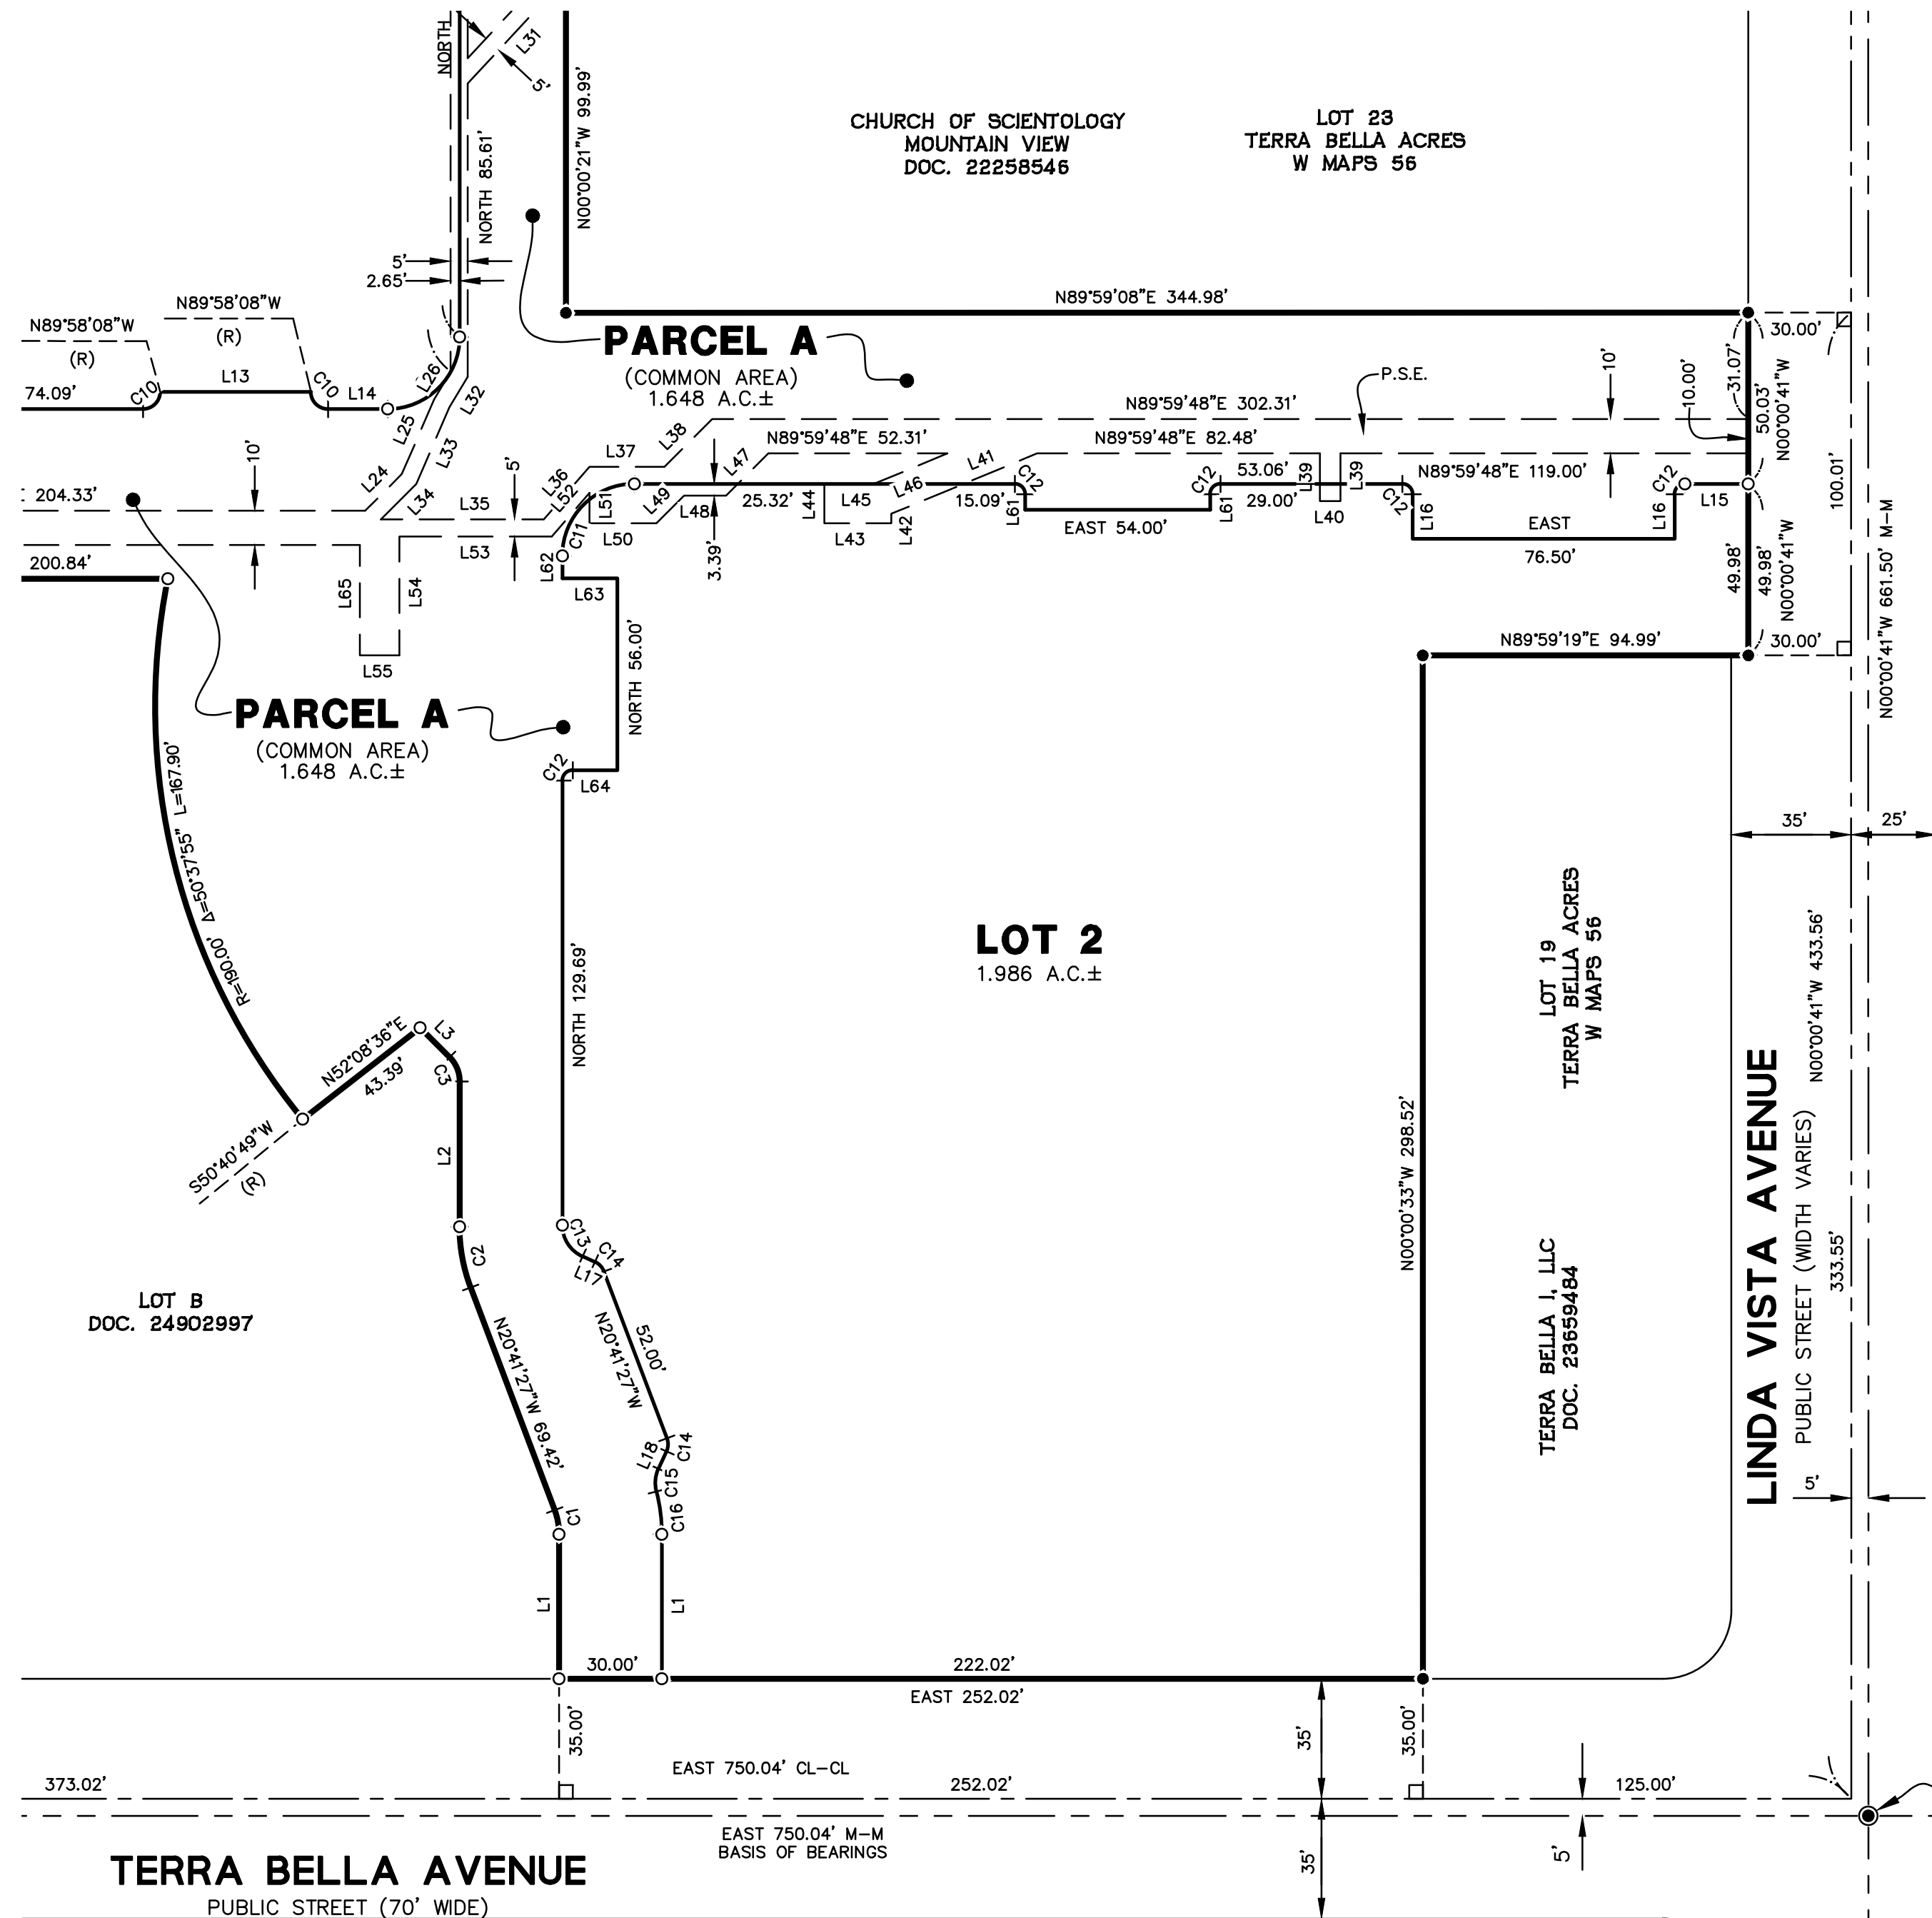 NORTH
L31
5'
NORTH 85.61'
N00°00'21"W 99.99'
CHURCH OF SCIENTOLOGY
MOUNTAIN VIEW
DOC. 22258546
LOT 23
TERRA BELLA ACRES
W MAPS 56
5'
2.65'
N89°58'08"W
(R)
N89°58'08"W
(R)
74.09'
C10
L13
C10
L14
L26
L32
L25
L33
L24
L34
N89°59'08"E 344.98'
PARCEL A
(COMMON AREA)
1.648 A.C.±
P.S.E.
10'
10.00'
31.07'
50.03'
N00°00'41"W
30.00'
100.01'
N89°59'48"E 302.31'
N89°59'48"E 52.31'
N89°59'48"E 82.48'
N89°59'48"E 119.00'
10'
204.33'
200.84'
L35
5'
L36
L52
L37
L38
L47
L51
L49
L48
L50
L53
C11
L62
L63
3.39'
25.32'
L44
L45
L46
L41
L43
L42
15.09'
L61
C12
EAST 54.00'
C12
L61
53.06'
29.00'
L39
L39
L40
C12
L16
EAST
76.50'
C12
L16
L15
49.98'
49.98'
N00°00'41"W
30.00'
N00°00'41"W 661.50' M-M
N89°59'19"E 94.99'
L65
L54
L55
NORTH 56.00'
PARCEL A
(COMMON AREA)
1.648 A.C.±
C12
L64
R=190.00' Δ=50°37'55" L=167.90'
NORTH 129.69'
LOT 2
1.986 A.C.±
35'
25'
LOT 19
TERRA BELLA ACRES
W MAPS 56
N00°00'41"W 433.56'
N52°08'36"E
43.39'
L3
C3
L2
S50°40'49"W
(R)
C2
C13
C14
L17
N20°41'27"W
52.00'
N20°41'27"W 69.42'
L18
C14
C15
C16
C1
L1
L1
N00°00'33"W 298.52'
TERRA BELLA I, LLC
DOC. 23659484
LINDA VISTA AVENUE
PUBLIC STREET (WIDTH VARIES)
333.55'
5'
LOT B
DOC. 24902997
30.00'
222.02'
EAST 252.02'
35.00'
35'
35.00'
373.02'
EAST 750.04' CL-CL
252.02'
125.00'
EAST 750.04' M-M
BASIS OF BEARINGS
35'
5'
TERRA BELLA AVENUE
PUBLIC STREET (70' WIDE)